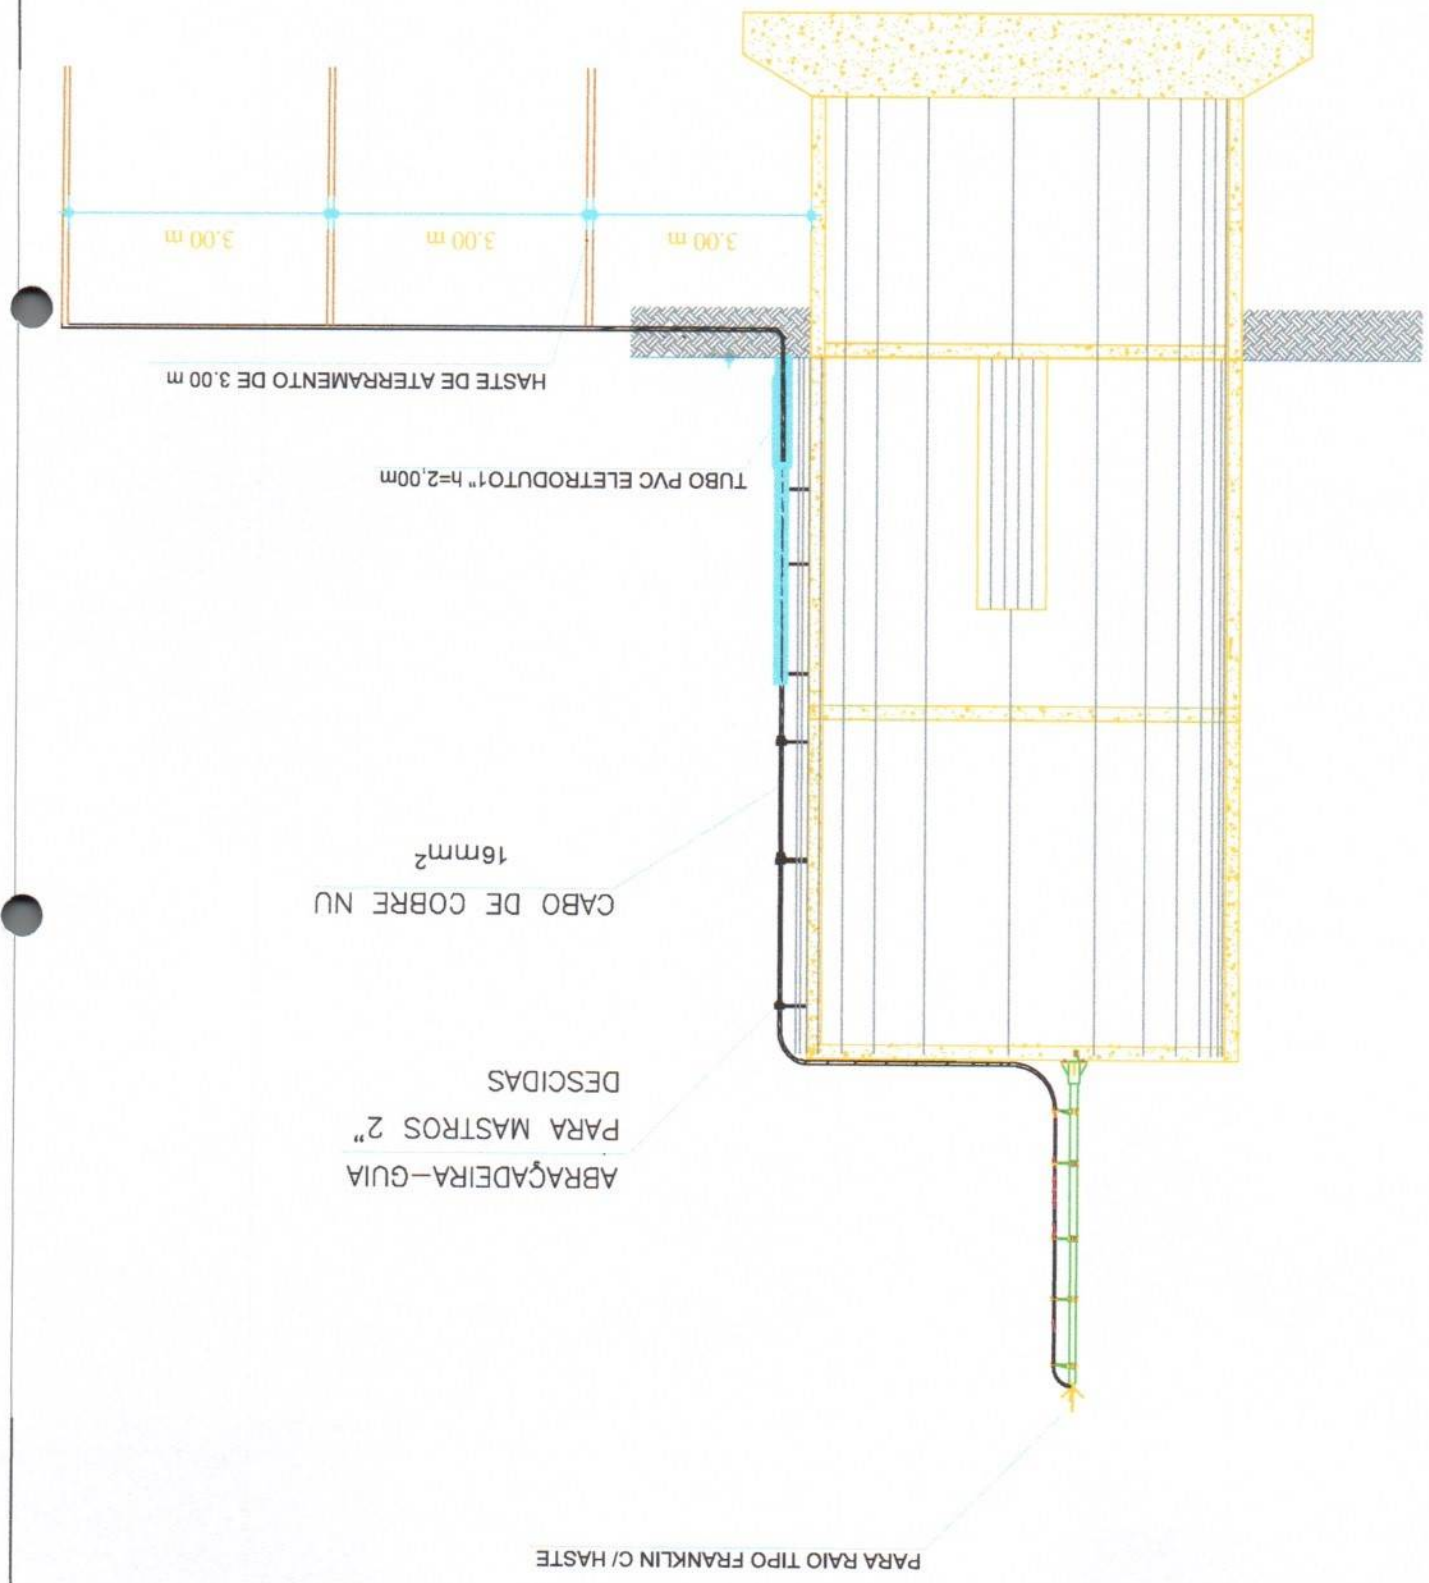 PARA RAIO TIPO FRANKLIN C/ HASTE
ABRAÇADEIRA-GUIA
PARA MASTROS 2"
DESCIDAS
CABO DE COBRE NU
16mm²
TUBO PVC ELETRODUTO1" h=2,00m
HASTE DE ATERRAMENTO DE 3.00 m
3.00 m
3.00 m
3.00 m